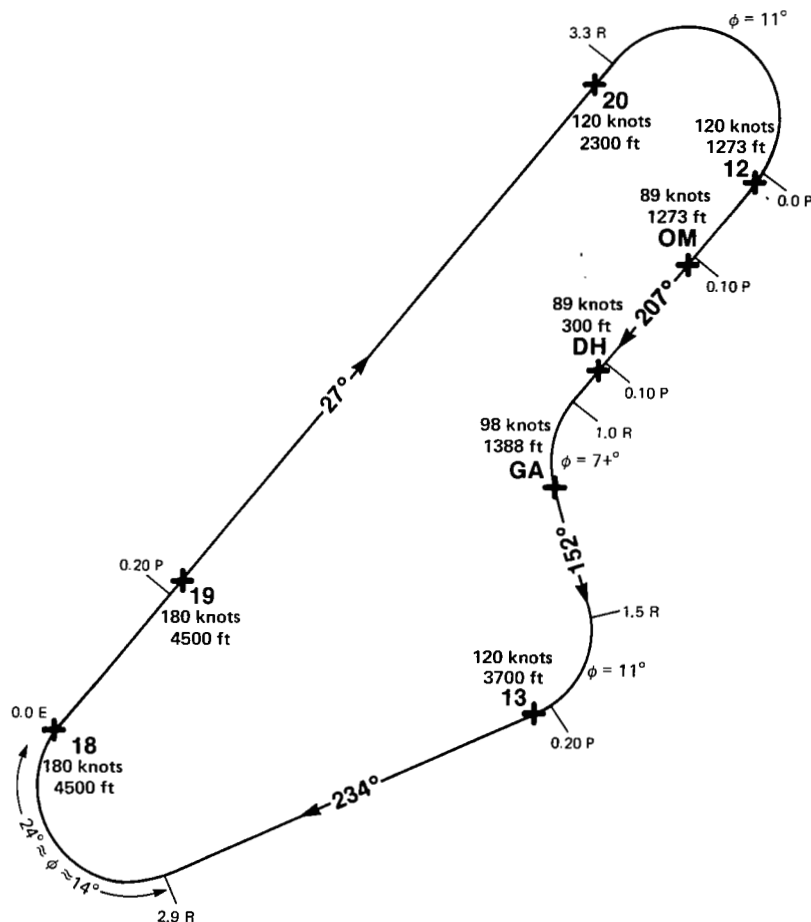 ϕ = 11°
3.3 R
20
120 knots
2300 ft
120 knots
1273 ft
12
0.0 P
89 knots
1273 ft
OM
0.10 P
207°
89 knots
300 ft
DH
0.10 P
27°
1.0 R
98 knots
1388 ft
ϕ = 7+°
GA
152°
0.20 P
19
180 knots
4500 ft
1.5 R
120 knots
3700 ft
ϕ = 11°
13
0.20 P
0.0 E
18
180 knots
4500 ft
234°
24° ≈ ϕ ≈ 14°
2.9 R